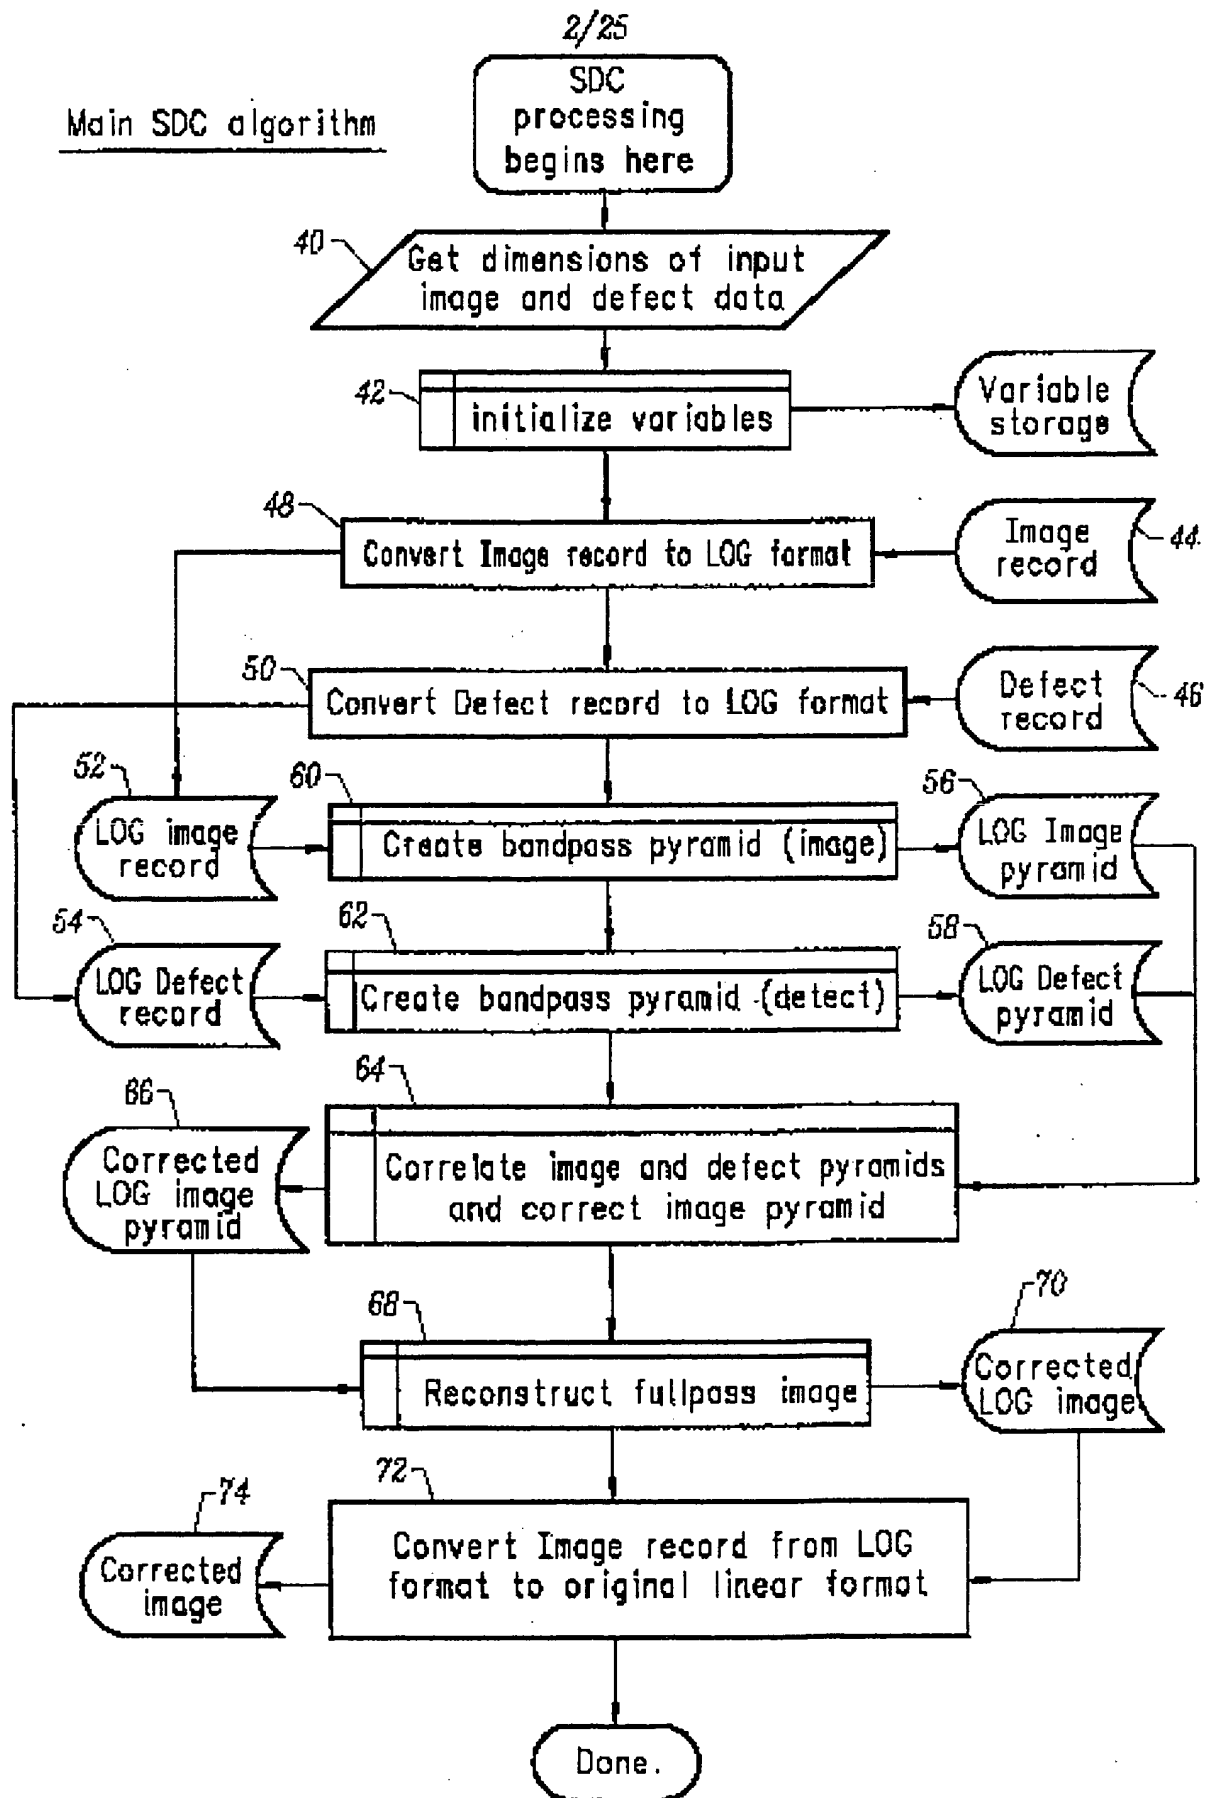 2/25
SDC
processing
begins here
Main SDC algorithm
40
Get dimensions of input
image and defect data
42
initialize variables
Variable
storage
48
Convert Image record to LOG format
Image
record
44
50
Convert Defect record to LOG format
Defect
record
46
52
LOG image
record
60
Create bandpass pyramid (image)
56
LOG Image
pyramid
54
LOG Defect
record
62
Create bandpass pyramid (detect)
58
LOG Defect
pyramid
66
Corrected
LOG image
pyramid
64
Correlate image and defect pyramids
and correct image pyramid
68
Reconstruct fullpass image
70
Corrected
LOG image
72
Convert Image record from LOG
format to original linear format
74
Corrected
image
Done.